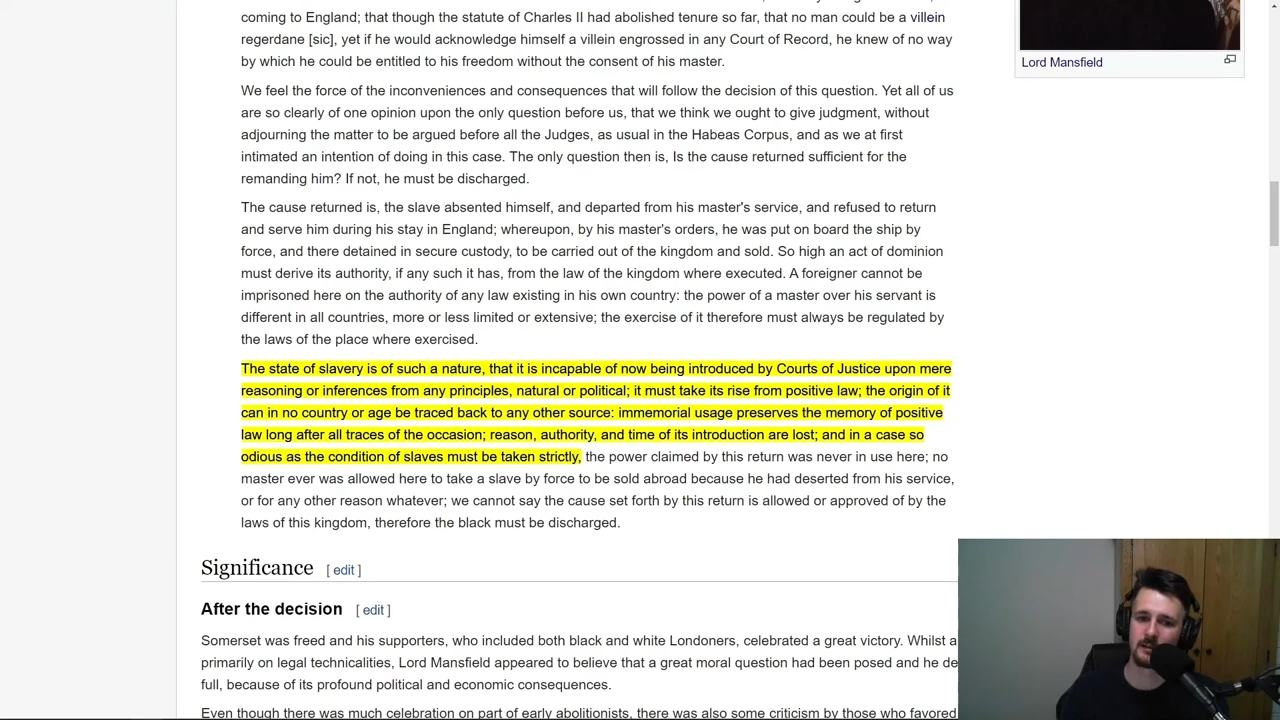 coming to England; that though the statute of Charles II had abolished tenure so far, that no man could be a villein
regerdane [sic], yet if he would acknowledge himself a villein engrossed in any Court of Record, he knew of no way
by which he could be entitled to his freedom without the consent of his master.
We feel the force of the inconveniences and consequences that will follow the decision of this question. Yet all of us
are so clearly of one opinion upon the only question before us, that we think we ought to give judgment, without
adjourning the matter to be argued before all the Judges, as usual in the Habeas Corpus, and as we at first
intimated an intention of doing in this case. The only question then is, Is the cause returned sufficient for the
remanding him? If not, he must be discharged.
The cause returned is, the slave absented himself, and departed from his master's service, and refused to return
and serve him during his stay in England; whereupon, by his master's orders, he was put on board the ship by
force, and there detained in secure custody, to be carried out of the kingdom and sold. So high an act of dominion
must derive its authority, if any such it has, from the law of the kingdom where executed. A foreigner cannot be
imprisoned here on the authority of any law existing in his own country: the power of a master over his servant is
different in all countries, more or less limited or extensive; the exercise of it therefore must always be regulated by
the laws of the place where exercised.
The state of slavery is of such a nature, that it is incapable of now being introduced by Courts of Justice upon mere
reasoning or inferences from any principles, natural or political; it must take its rise from positive law; the origin of it
can in no country or age be traced back to any other source: immemorial usage preserves the memory of positive
law long after all traces of the occasion; reason, authority, and time of its introduction are lost; and in a case so
odious as the condition of slaves must be taken strictly, the power claimed by this return was never in use here; no
master ever was allowed here to take a slave by force to be sold abroad because he had deserted from his service,
or for any other reason whatever; we cannot say the cause set forth by this return is allowed or approved of by the
laws of this kingdom, therefore the black must be discharged.
Lord Mansfield
Significance [ edit ]
After the decision [ edit ]
Somerset was freed and his supporters, who included both black and white Londoners, celebrated a great victory. Whilst a
primarily on legal technicalities, Lord Mansfield appeared to believe that a great moral question had been posed and he de
full, because of its profound political and economic consequences.
Even though there was much celebration on part of early abolitionists, there was also some criticism by those who favored